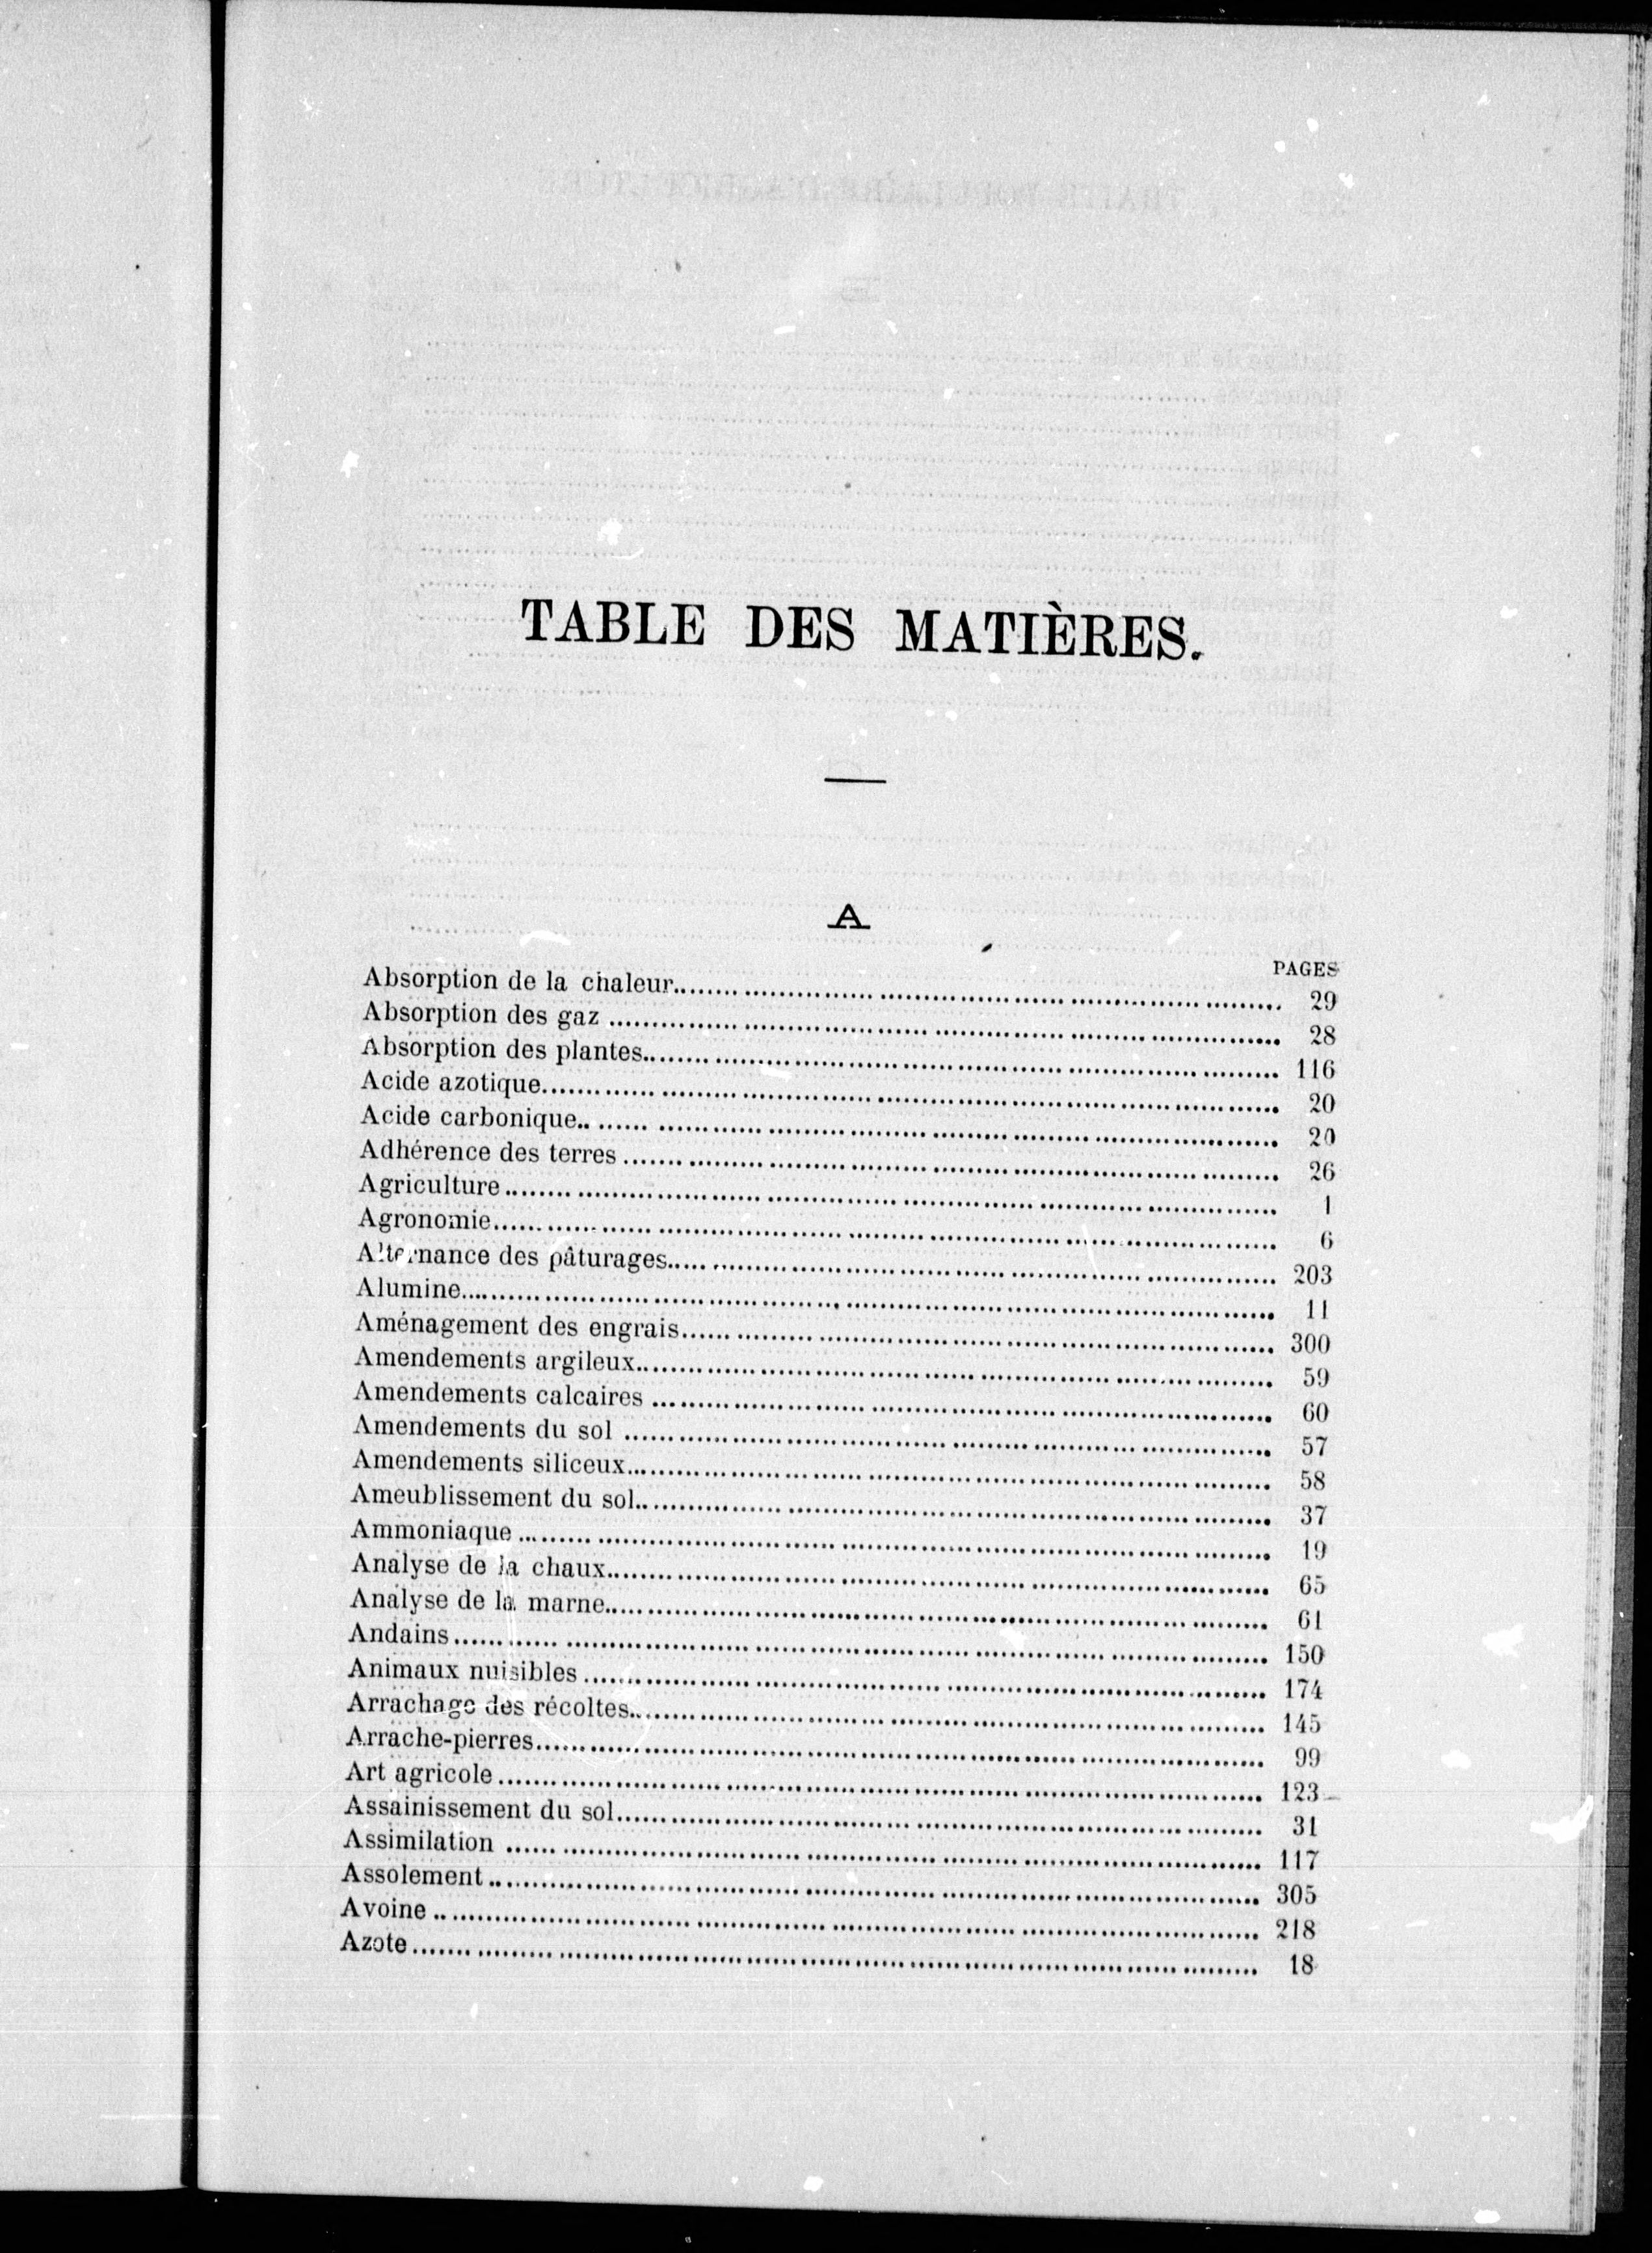 TABLE DES MATIÈRES.
A
PAGES
Absorption de la chaleur 29
Absorption des gaz 28
Absorption des plantes 116
Acide azotique 20
Acide carbonique 20
Adhérence des terres 26
Agriculture 1
Agronomie 6
Alternance des pâturages 203
Alumine 11
Aménagement des engrais 300
Amendements argileux 59
Amendements calcaires 60
Amendements du sol 57
Amendements siliceux 58
Ameublissement du sol 37
Ammoniaque 19
Analyse de la chaux 65
Analyse de la marne 61
Andains 150
Animaux nuisibles 174
Arrachage des récoltes 145
Arrache-pierres 99
Art agricole 123
Assainissement du sol 31
Assimilation 117
Assolement 305
Avoine 218
Azote 18